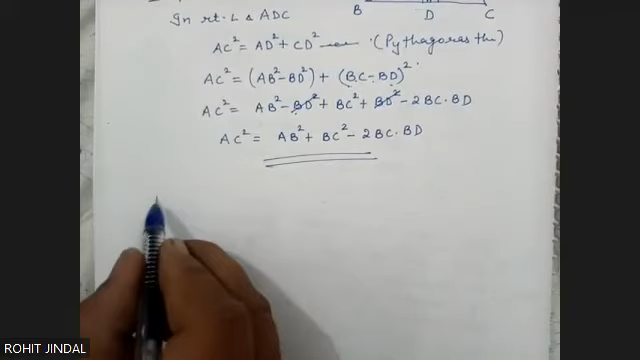 B D C
In rt. L △ ADC
AC² = AD² + CD² (Pythagoras th)
AC² = (AB² - BD²) + (BC - BD)²
AC² = AB² - BD² + BC² + BD² - 2BC·BD
AC² = AB² + BC² - 2BC·BD
ROHIT JINDAL